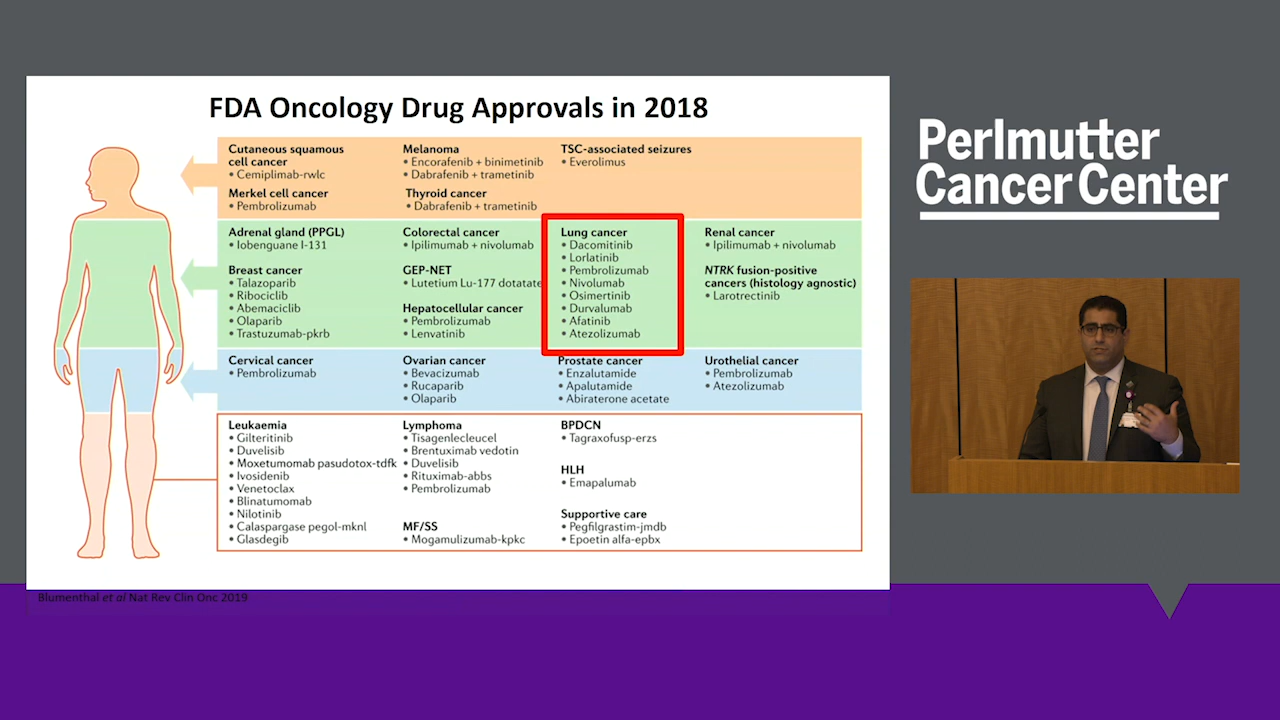 FDA Oncology Drug Approvals in 2018
Cutaneous squamous
cell cancer
• Cemiplimab-rwlc
Merkel cell cancer
• Pembrolizumab
Melanoma
• Encorafenib + binimetinib
• Dabrafenib + trametinib
Thyroid cancer
• Dabrafenib + trametinib
TSC-associated seizures
• Everolimus
Adrenal gland (PPGL)
• Iobenguane I-131
Breast cancer
• Talazoparib
• Ribociclib
• Abemaciclib
• Olaparib
• Trastuzumab-pkrb
Colorectal cancer
• Ipilimumab + nivolumab
GEP-NET
• Lutetium Lu-177 dotatate
Hepatocellular cancer
• Pembrolizumab
• Lenvatinib
Lung cancer
• Dacomitinib
• Lorlatinib
• Pembrolizumab
• Nivolumab
• Osimertinib
• Durvalumab
• Afatinib
• Atezolizumab
Renal cancer
• Ipilimumab + nivolumab
NTRK fusion-positive
cancers (histology agnostic)
• Larotrectinib
Cervical cancer
• Pembrolizumab
Ovarian cancer
• Bevacizumab
• Rucaparib
• Olaparib
Prostate cancer
• Enzalutamide
• Apalutamide
• Abiraterone acetate
Urothelial cancer
• Pembrolizumab
• Atezolizumab
Leukaemia
• Gilteritinib
• Duvelisib
• Moxetumomab pasudotox-tdfk
• Ivosidenib
• Venetoclax
• Blinatumomab
• Nilotinib
• Calaspargase pegol-mknl
• Glasdegib
Lymphoma
• Tisagenlecleucel
• Brentuximab vedotin
• Duvelisib
• Rituximab-abbs
• Pembrolizumab
MF/SS
• Mogamulizumab-kpkc
BPDCN
• Tagraxofusp-erzs
HLH
• Emapalumab
Supportive care
• Pegfilgrastim-jmdb
• Epoetin alfa-epbx
Blumenthal et al Nat Rev Clin Onc 2019
Perlmutter
Cancer Center